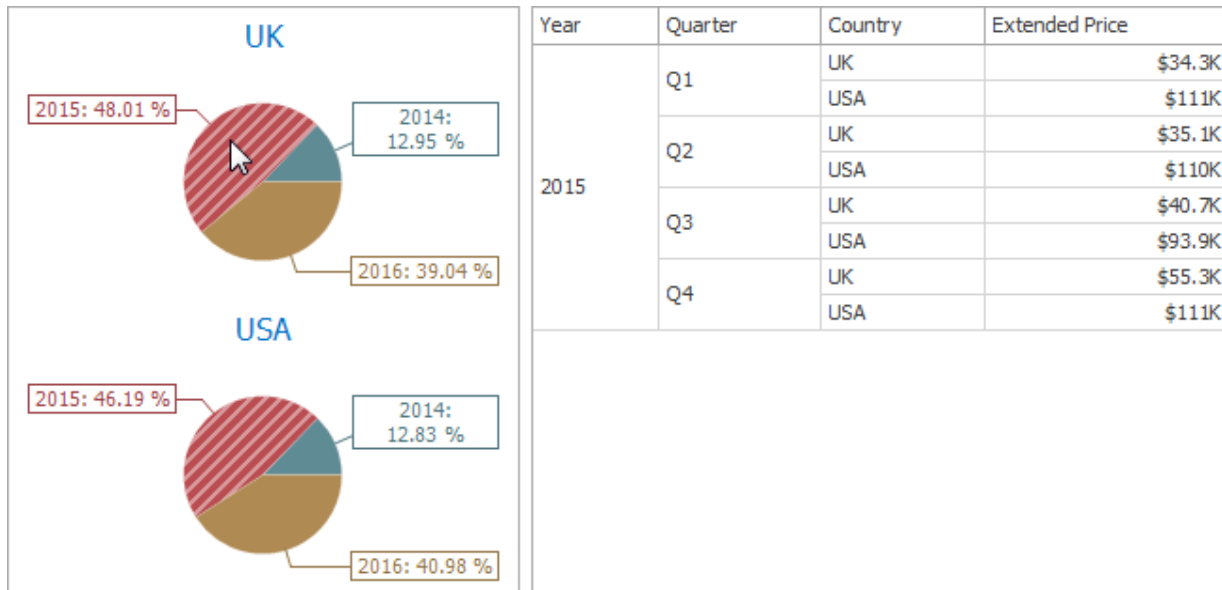 UK
2015: 48.01 %
2014:
12.95 %
2016: 39.04 %
USA
2015: 46.19 %
2014:
12.83 %
2016: 40.98 %
Year Quarter Country Extended Price
2015
Q1
UK $34.3K
USA $111K
Q2
UK $35.1K
USA $110K
Q3
UK $40.7K
USA $93.9K
Q4
UK $55.3K
USA $111K